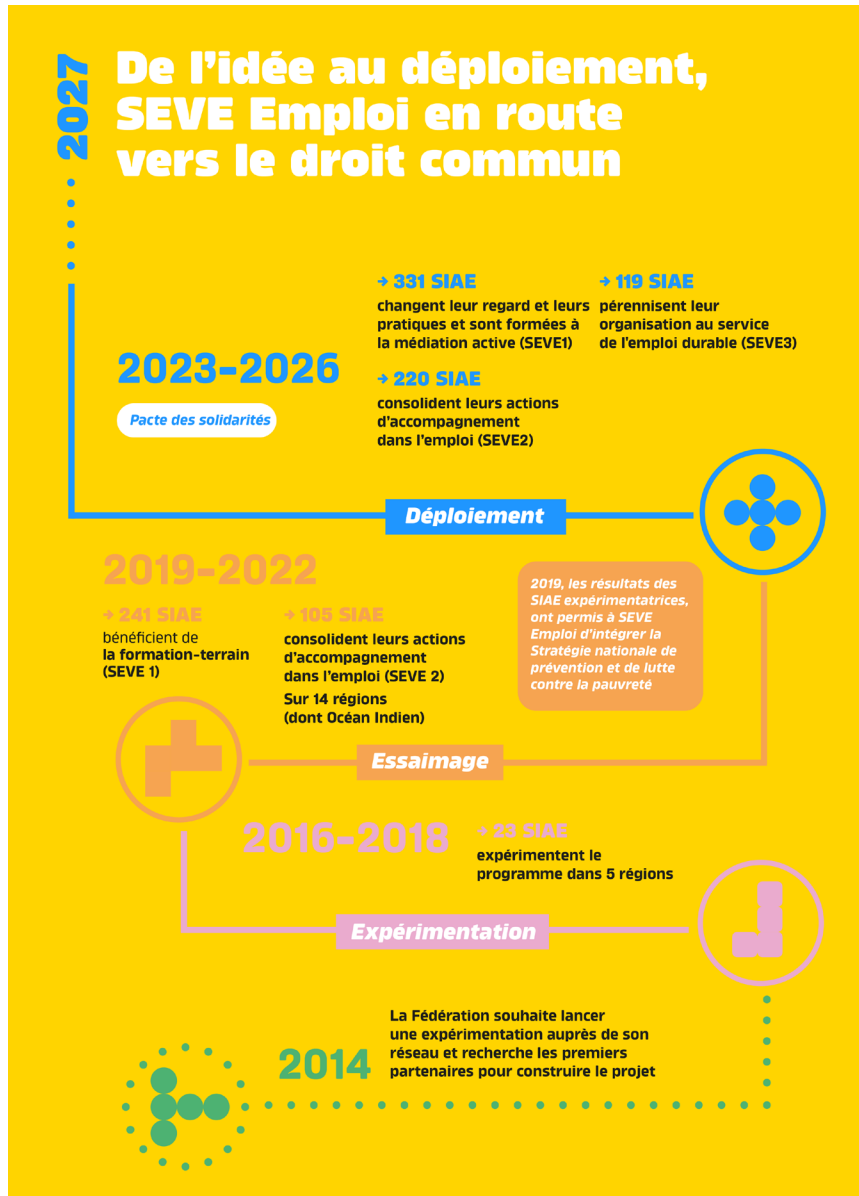 2027
De l'idée au déploiement,
SEVE Emploi en route
vers le droit commun
2023-2026
Pacte des solidarités
→ 331 SIAE
changent leur regard et leurs
pratiques et sont formées à
la médiation active (SEVE1)
→ 119 SIAE
pérennisent leur
organisation au service
de l'emploi durable (SEVE3)
→ 220 SIAE
consolident leurs actions
d'accompagnement
dans l'emploi (SEVE2)
Déploiement
2019-2022
→ 241 SIAE
bénéficient de
la formation-terrain
(SEVE 1)
→ 105 SIAE
consolident leurs actions
d'accompagnement
dans l'emploi (SEVE 2)
Sur 14 régions
(dont Océan Indien)
2019, les résultats des
SIAE expérimentatrices,
ont permis à SEVE
Emploi d'intégrer la
Stratégie nationale de
prévention et de lutte
contre la pauvreté
Essaimage
2016-2018
→ 23 SIAE
expérimentent le
programme dans 5 régions
Expérimentation
2014
La Fédération souhaite lancer
une expérimentation auprès de son
réseau et recherche les premiers
partenaires pour construire le projet